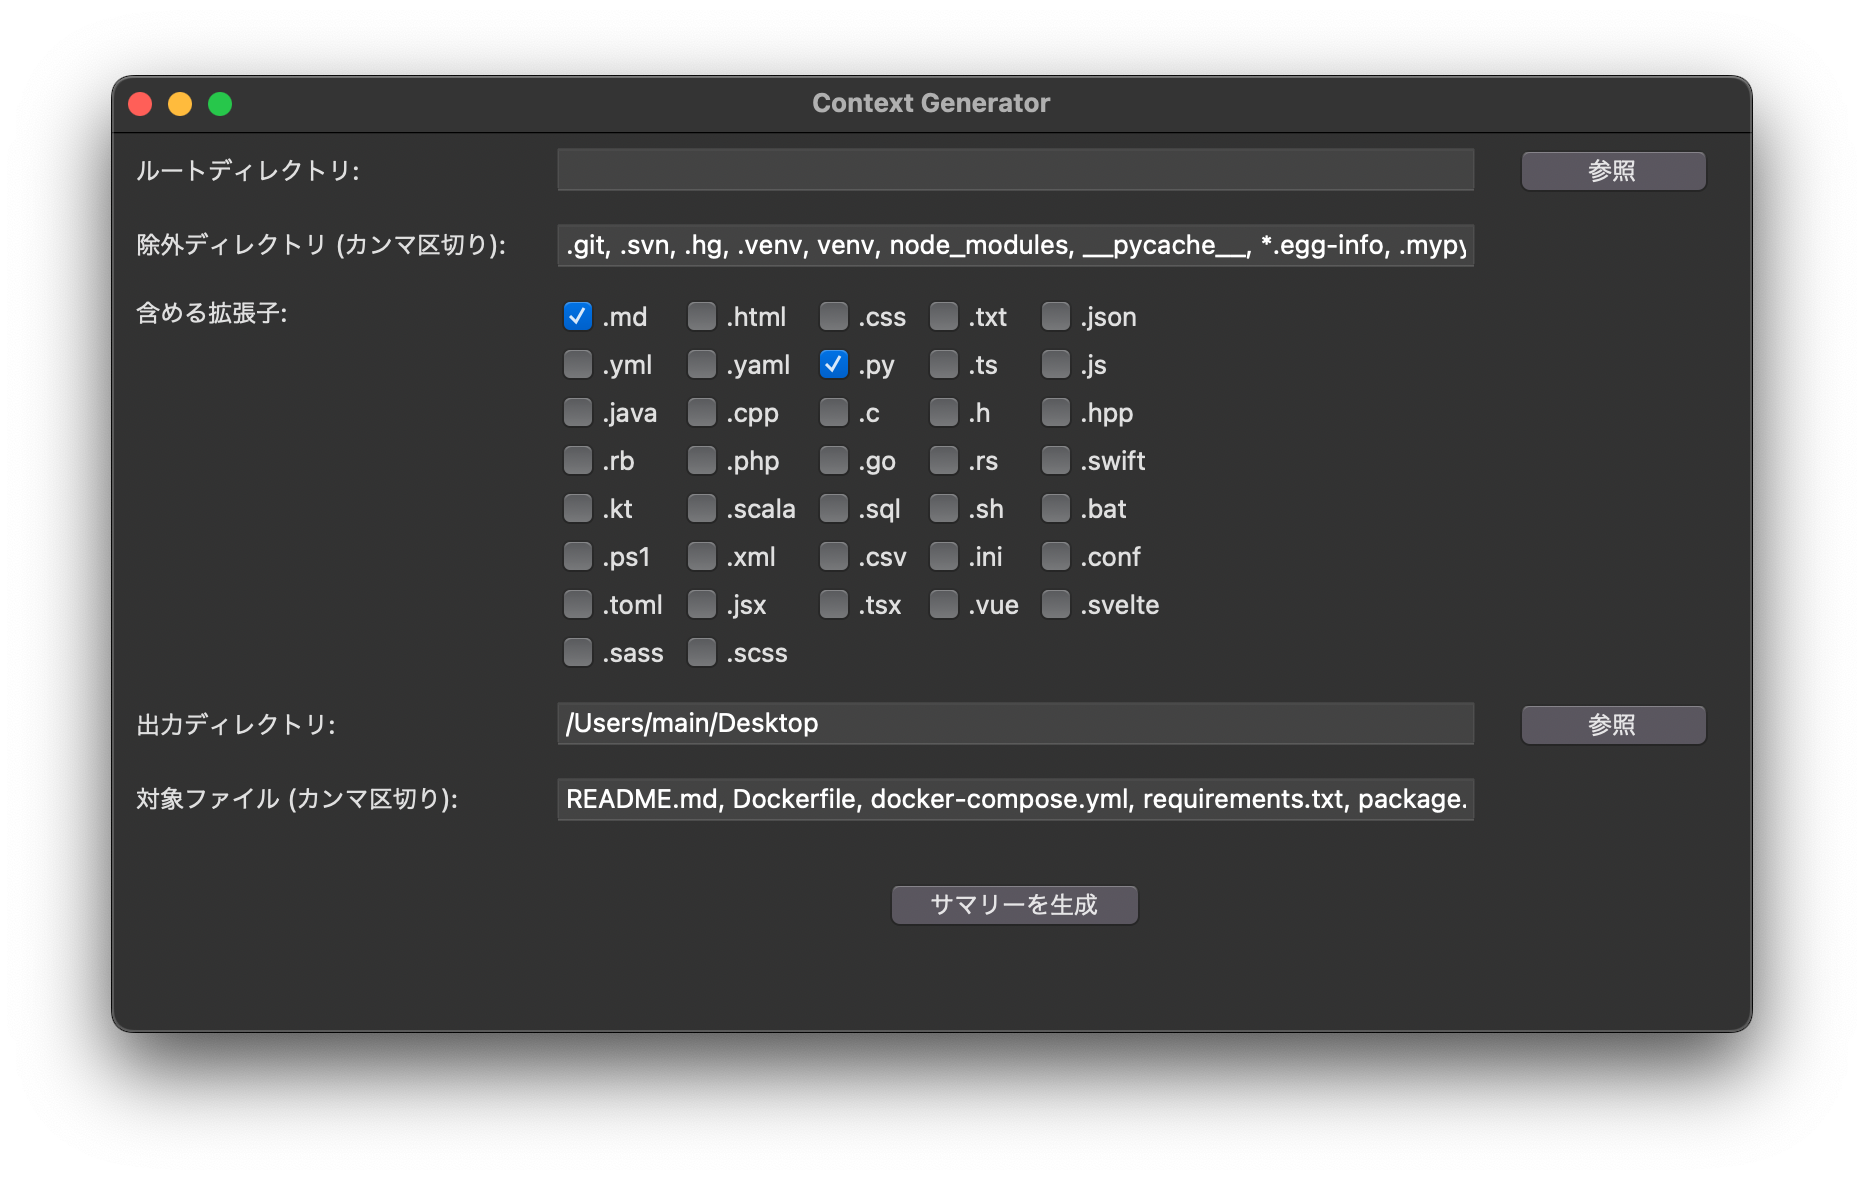 Context Generator
ルートディレクトリ: 参照
除外ディレクトリ (カンマ区切り): .git, .svn, .hg, .venv, venv, node_modules, __pycache__, *.egg-info, .mypy
含める拡張子: .md .html .css .txt .json
.yml .yaml .py .ts .js
.java .cpp .c .h .hpp
.rb .php .go .rs .swift
.kt .scala .sql .sh .bat
.ps1 .xml .csv .ini .conf
.toml .jsx .tsx .vue .svelte
.sass .scss
出力ディレクトリ: /Users/main/Desktop 参照
対象ファイル (カンマ区切り): README.md, Dockerfile, docker-compose.yml, requirements.txt, package.
サマリーを生成